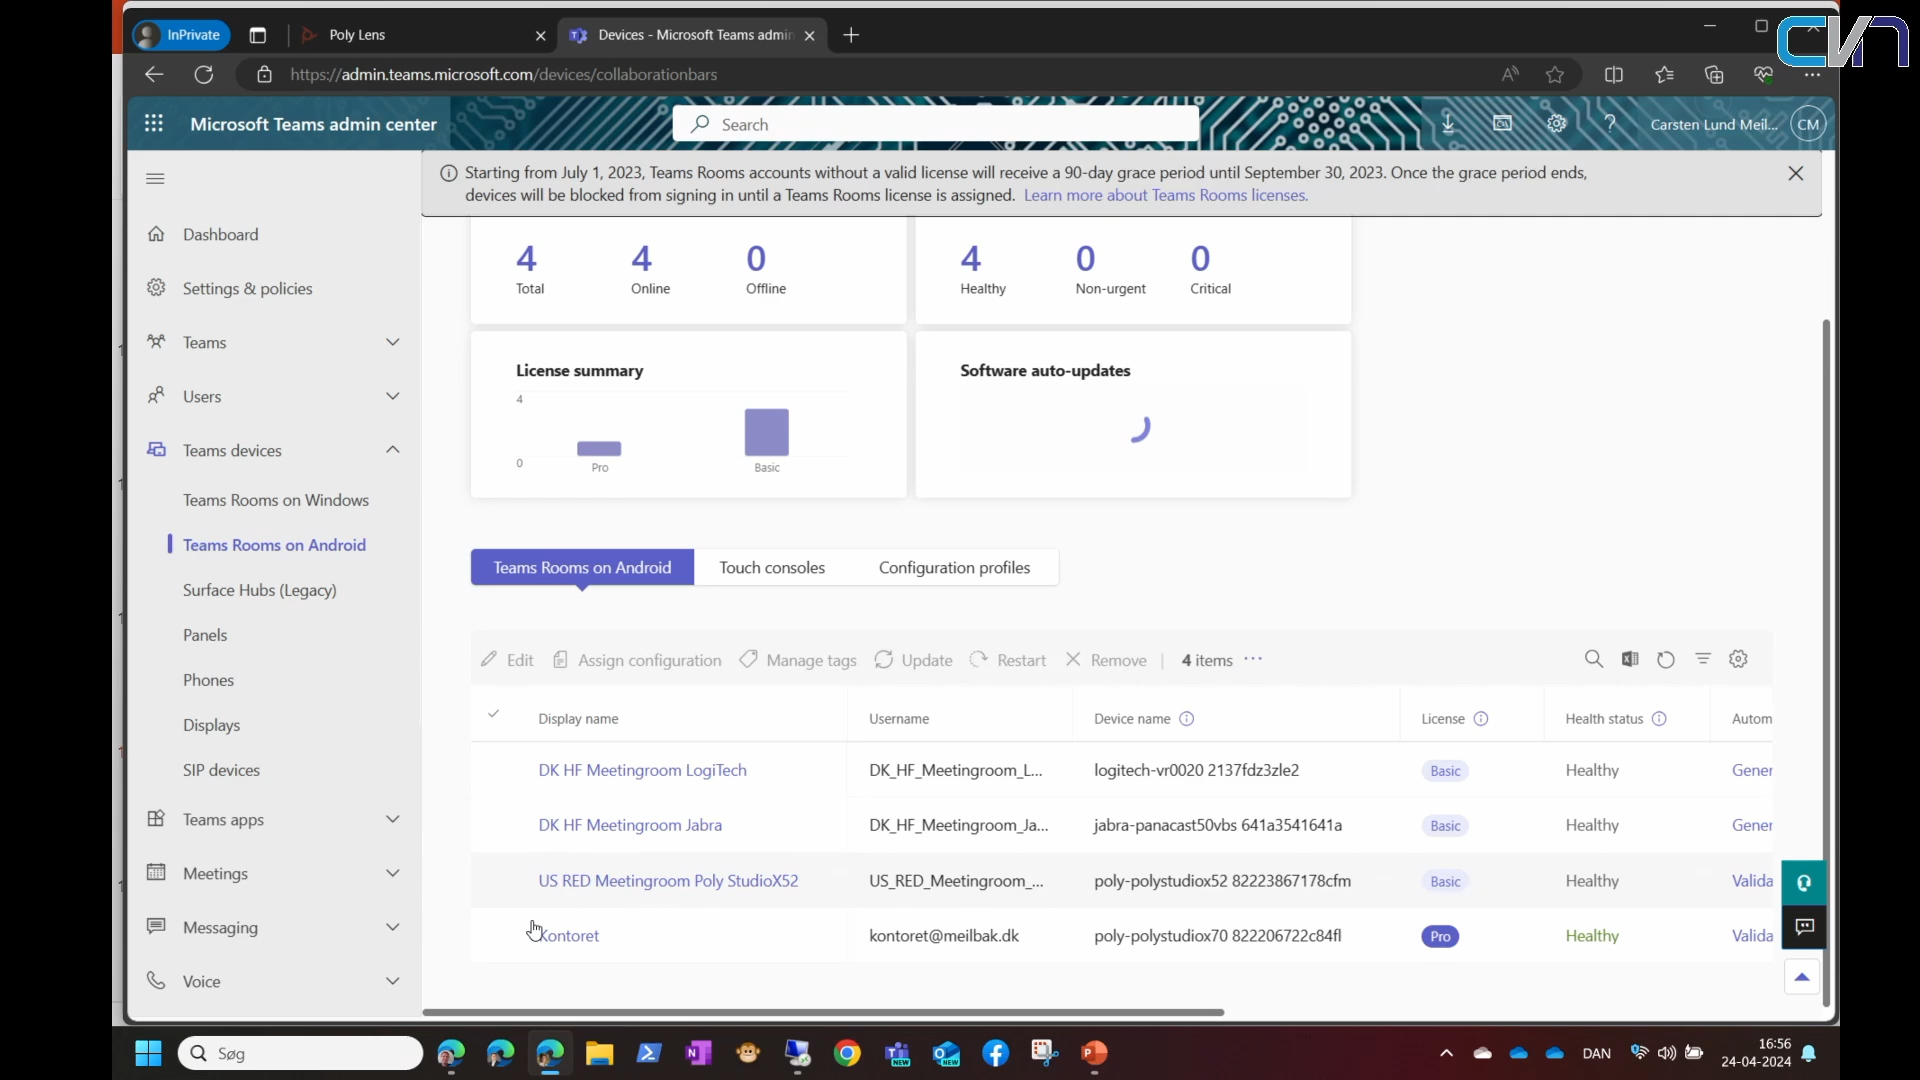 InPrivate
Poly Lens
Devices - Microsoft Teams admin
CVN
https://admin.teams.microsoft.com/devices/collaborationbars
Microsoft Teams admin center
Search
Carsten Lund Meil...
CM
Starting from July 1, 2023, Teams Rooms accounts without a valid license will receive a 90-day grace period until September 30, 2023. Once the grace period ends,
devices will be blocked from signing in until a Teams Rooms license is assigned. Learn more about Teams Rooms licenses.
Dashboard
Settings & policies
Teams
Users
Teams devices
Teams Rooms on Windows
Teams Rooms on Android
Surface Hubs (Legacy)
Panels
Phones
Displays
SIP devices
Teams apps
Meetings
Messaging
Voice
4 4 0
Total Online Offline
4 0 0
Healthy Non-urgent Critical
License summary
4
0
Pro Basic
Software auto-updates
Teams Rooms on Android Touch consoles Configuration profiles
Edit Assign configuration Manage tags Update Restart Remove 4 items
Display name Username Device name License Health status Autom
DK HF Meetingroom LogiTech DK_HF_Meetingroom_L... logitech-vr0020 2137fdz3zle2 Basic Healthy Gener
DK HF Meetingroom Jabra DK_HF_Meetingroom_Ja... jabra-panacast50vbs 641a3541641a Basic Healthy Gener
US RED Meetingroom Poly StudioX52 US_RED_Meetingroom_... poly-polystudiox52 82223867178cfm Basic Healthy Valida
Kontoret kontoret@meilbak.dk poly-polystudiox70 822206722c84fl Pro Healthy Valida
Søg
NEW
NEW
DAN
16:56
24-04-2024